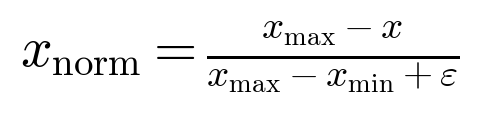 x_norm = (x_max − x) / (x_max − x_min + ε)